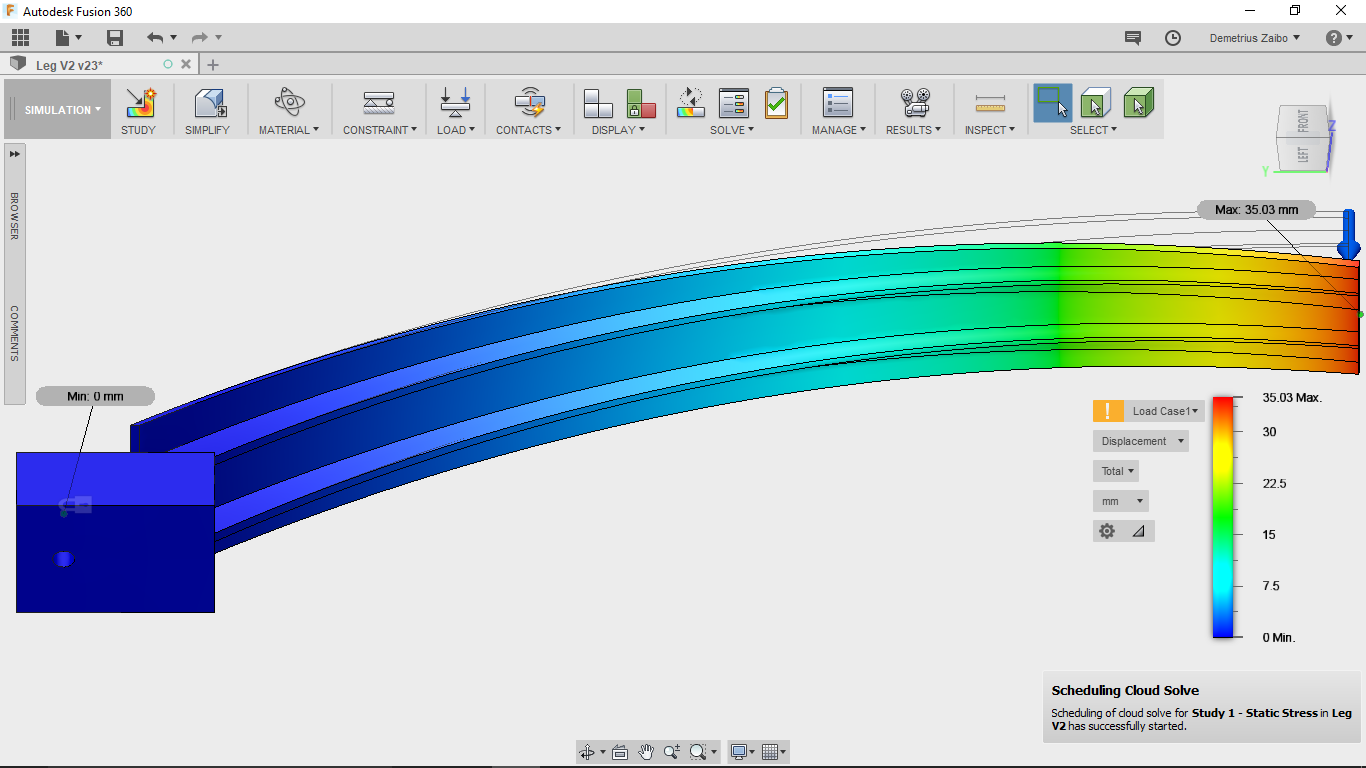 Autodesk Fusion 360
Demetrius Zaibo
Leg V2 v23*
SIMULATION
STUDY
SIMPLIFY
MATERIAL
CONSTRAINT
LOAD
CONTACTS
DISPLAY
SOLVE
MANAGE
RESULTS
INSPECT
SELECT
FRONT
LEFT
Z
Y
BROWSER
COMMENTS
Max: 35.03 mm
Min: 0 mm
Load Case1
Displacement
Total
mm
35.03 Max.
30
22.5
15
7.5
0 Min.
Scheduling Cloud Solve
Scheduling of cloud solve for Study 1 - Static Stress in Leg
V2 has successfully started.